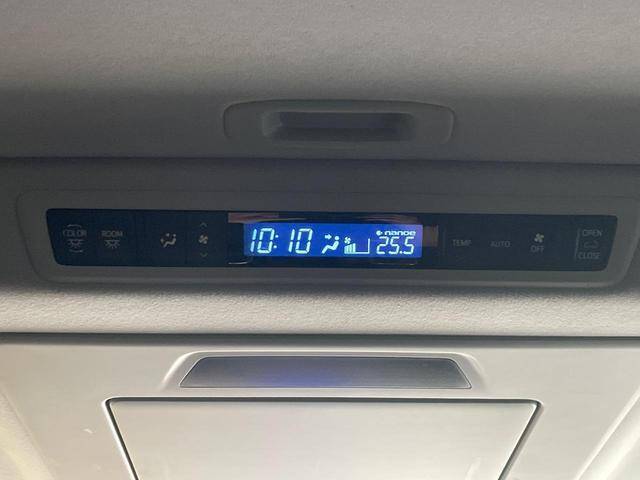 COLOR
ROOM
10:10
nanoe
25.5
TEMP
AUTO
OFF
OPEN
CLOSE